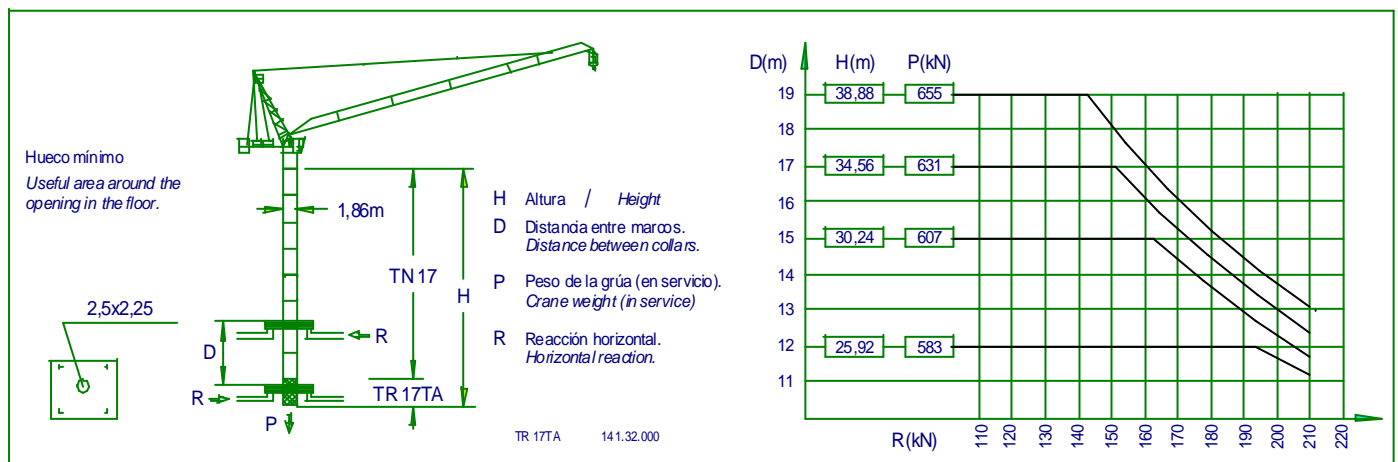 Hueco mínimo
Useful area around the
opening in the floor.
2,5x2,25
1,86m
TN 17
H
D
R
R
TR 17TA
P
H Altura / Height
D Distancia entre marcos.
Distance between collars.
P Peso de la grúa (en servicio).
Crane weight (in service)
R Reacción horizontal.
Horizontal reaction.
TR 17TA 141.32.000
D(m) H(m) P(kN)
19 38,88 655
18
17 34,56 631
16
15 30,24 607
14
13
12 25,92 583
11
R(kN) 110 120 130 140 150 160 170 180 190 200 210 220